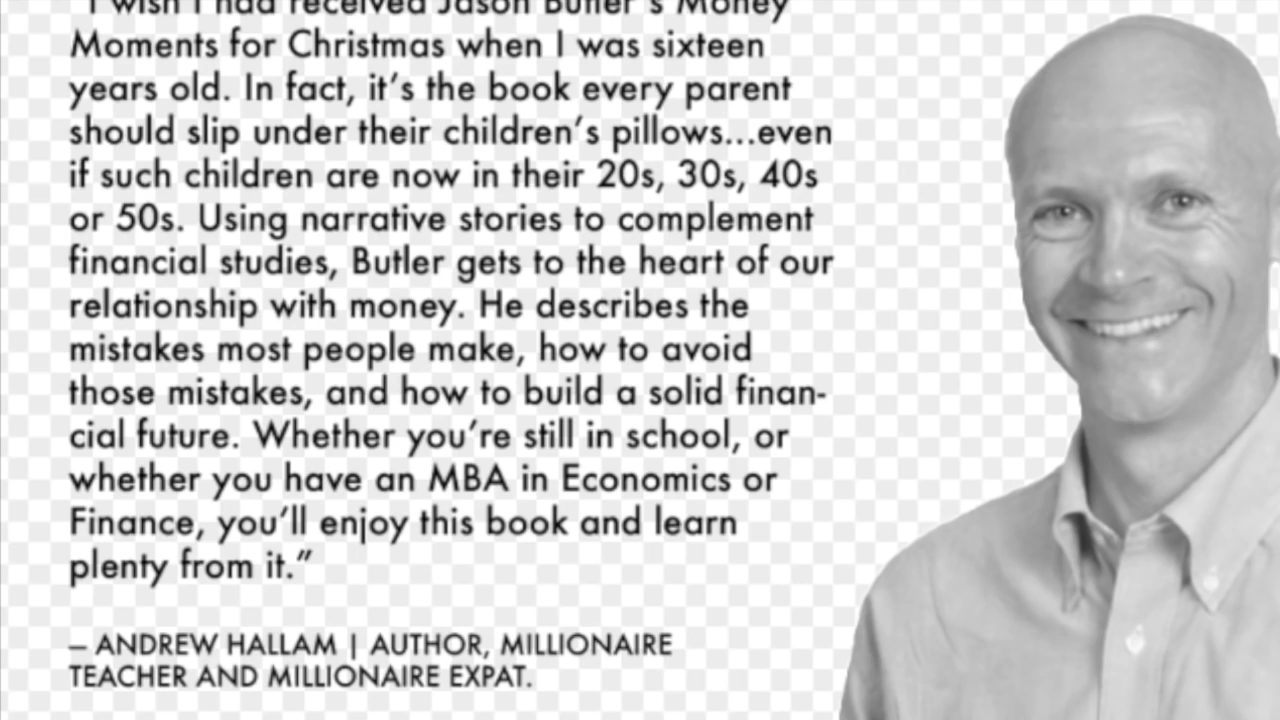 "I wish I had received Jason Butler's Money
Moments for Christmas when I was sixteen
years old. In fact, it's the book every parent
should slip under their children's pillows...even
if such children are now in their 20s, 30s, 40s
or 50s. Using narrative stories to complement
financial studies, Butler gets to the heart of our
relationship with money. He describes the
mistakes most people make, how to avoid
those mistakes, and how to build a solid finan-
cial future. Whether you're still in school, or
whether you have an MBA in Economics or
Finance, you'll enjoy this book and learn
plenty from it."
– ANDREW HALLAM | AUTHOR, MILLIONAIRE
TEACHER AND MILLIONAIRE EXPAT.